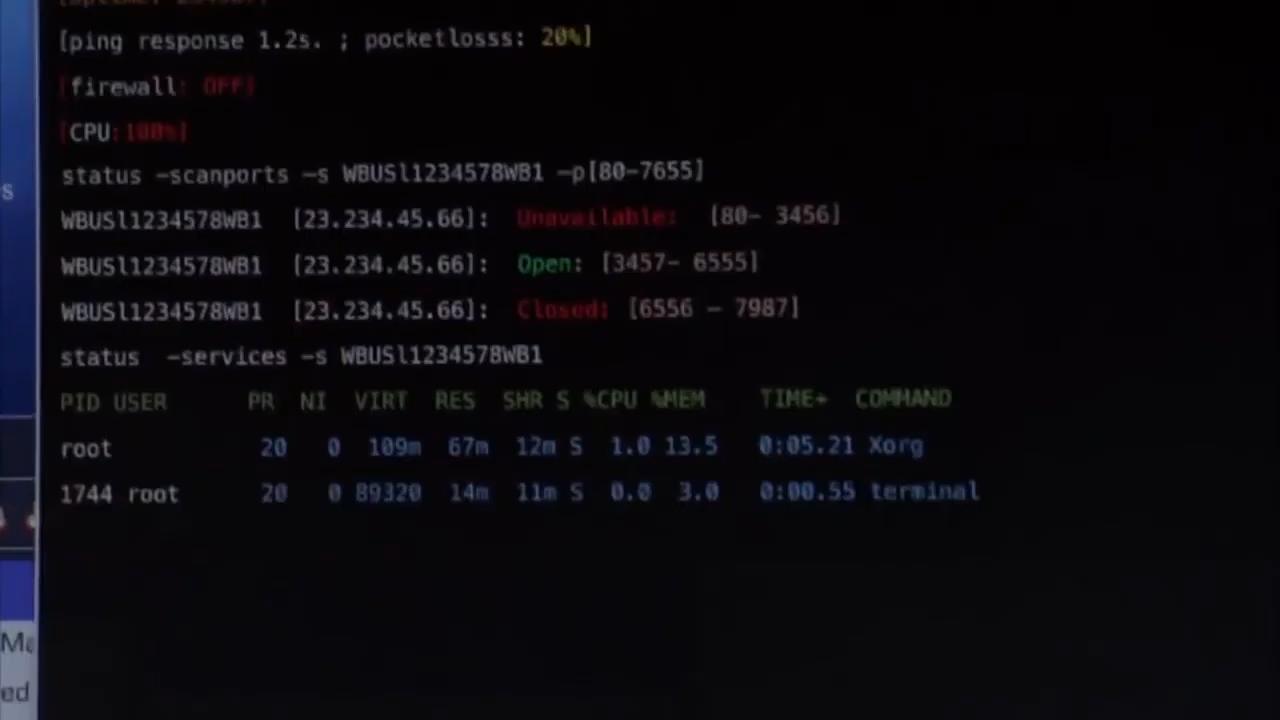 [ping response 1.2s. ; pocketlosss: 20%]
[firewall: OFF]
[CPU:100%]
status -scanports -s WBUSl1234578WB1 -p[80-7655]
WBUSl1234578WB1 [23.234.45.66]: Unavailable: [80- 3456]
WBUSl1234578WB1 [23.234.45.66]: Open: [3457- 6555]
WBUSl1234578WB1 [23.234.45.66]: Closed: [6556 - 7987]
status -services -s WBUSl1234578WB1
PID USER PR NI VIRT RES SHR S %CPU %MEM TIME+ COMMAND
root 20 0 109m 67m 12m S 1.0 13.5 0:05.21 Xorg
1744 root 20 0 89320 14m 11m S 0.0 3.0 0:00.55 terminal